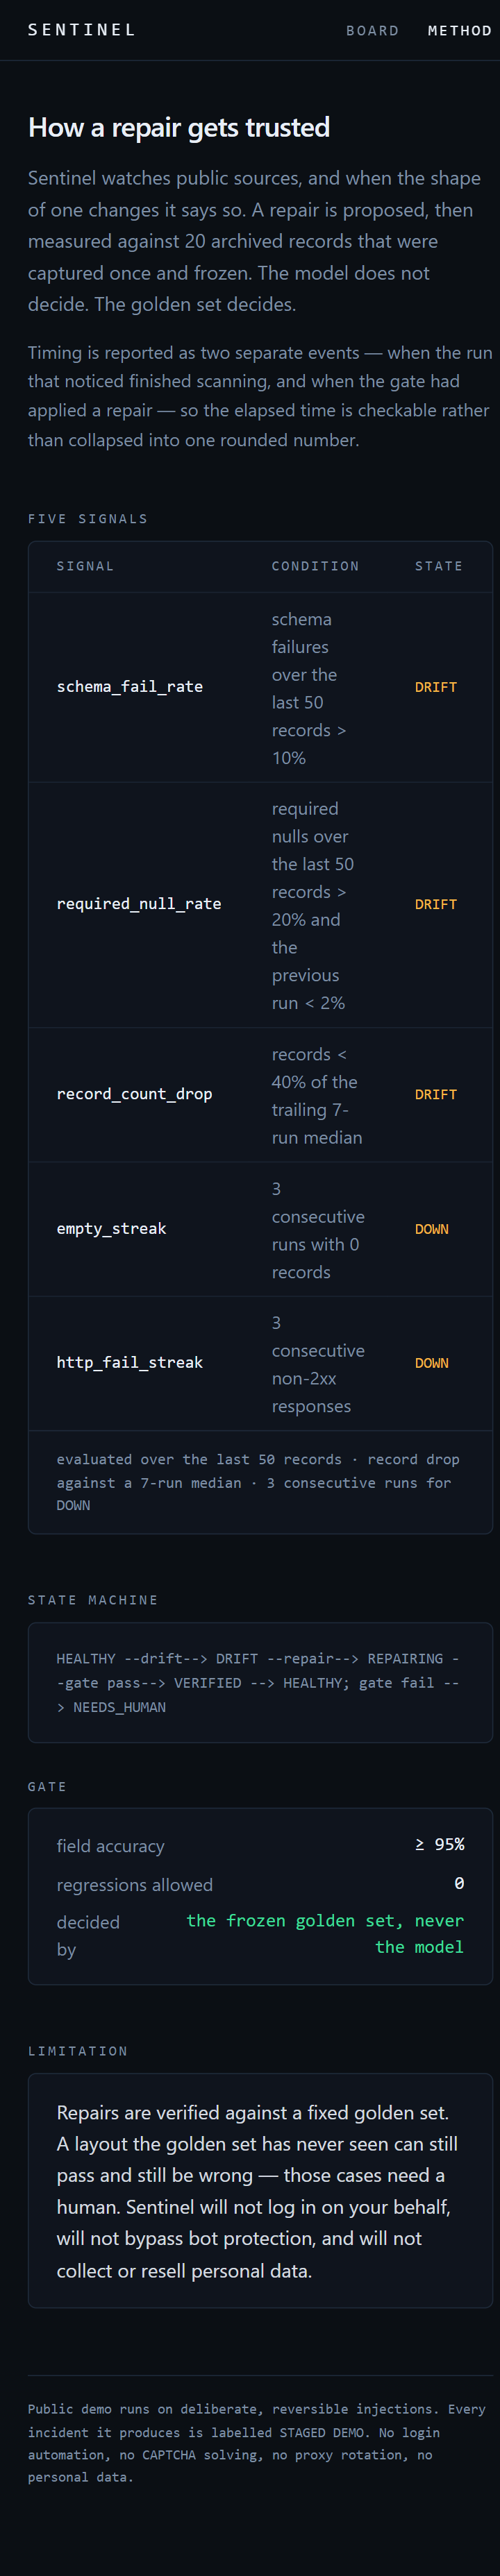 SENTINEL
BOARD METHOD
How a repair gets trusted
Sentinel watches public sources, and when the shape
of one changes it says so. A repair is proposed, then
measured against 20 archived records that were
captured once and frozen. The model does not
decide. The golden set decides.
Timing is reported as two separate events — when the run
that noticed finished scanning, and when the gate had
applied a repair — so the elapsed time is checkable rather
than collapsed into one rounded number.
FIVE SIGNALS
SIGNAL CONDITION STATE
schema_fail_rate
schema
failures
over the
last 50
records >
10%
DRIFT
required_null_rate
required
nulls over
the last 50
records >
20% and
the
previous
run < 2%
DRIFT
record_count_drop
records <
40% of the
trailing 7-
run median
DRIFT
empty_streak
3
consecutive
runs with 0
records
DOWN
http_fail_streak
3
consecutive
non-2xx
responses
DOWN
evaluated over the last 50 records · record drop
against a 7-run median · 3 consecutive runs for
DOWN
STATE MACHINE
HEALTHY --drift--> DRIFT --repair--> REPAIRING -
-gate pass--> VERIFIED --> HEALTHY; gate fail --
> NEEDS_HUMAN
GATE
field accuracy ≥ 95%
regressions allowed 0
decided
by
the frozen golden set, never
the model
LIMITATION
Repairs are verified against a fixed golden set.
A layout the golden set has never seen can still
pass and still be wrong — those cases need a
human. Sentinel will not log in on your behalf,
will not bypass bot protection, and will not
collect or resell personal data.
Public demo runs on deliberate, reversible injections. Every
incident it produces is labelled STAGED DEMO. No login
automation, no CAPTCHA solving, no proxy rotation, no
personal data.